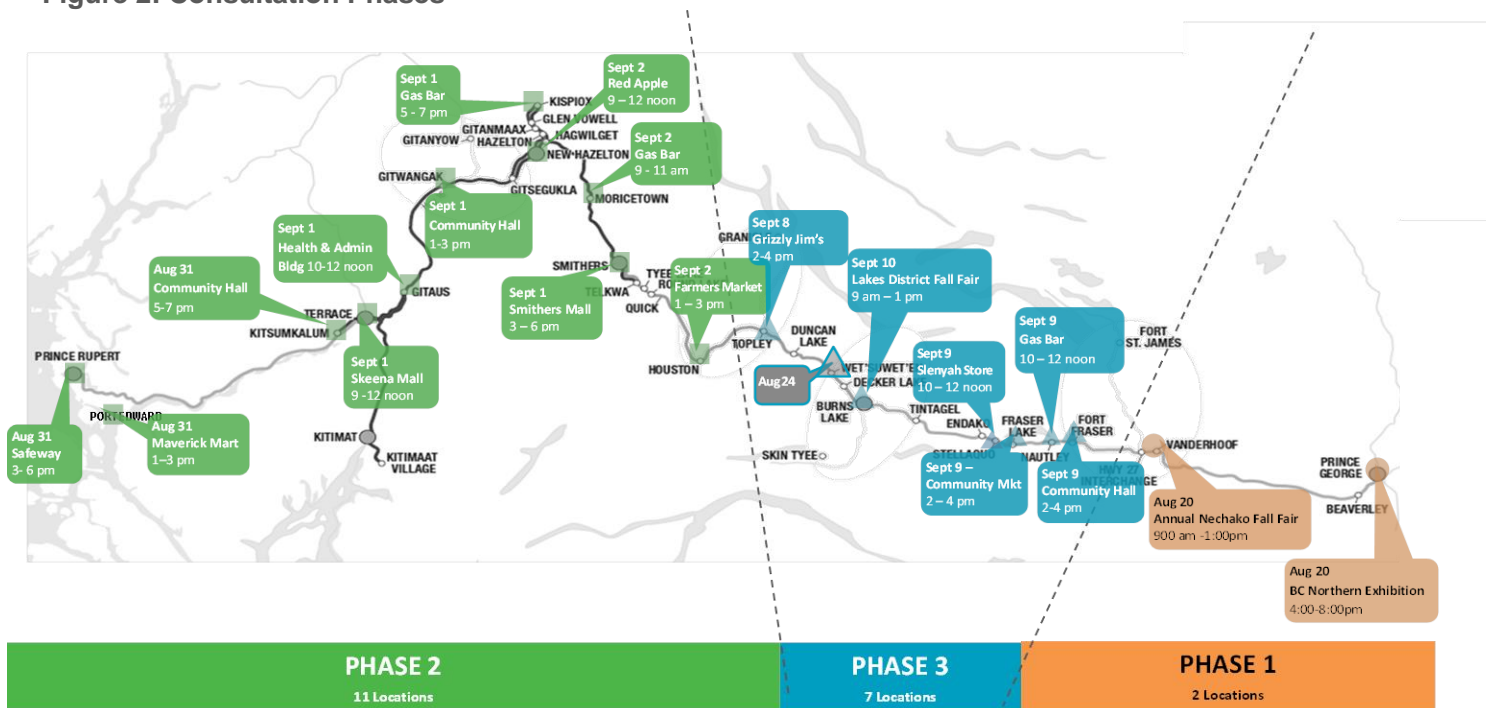 Figure 2: Consultation Phases
Sept 1
Gas Bar
5 - 7 pm
Sept 2
Red Apple
9 – 12 noon
KISPIOX
GLEN VOWELL
GITANMAAX
HAGWILGET
GITANYOW
HAZELTON
NEW HAZELTON
Sept 2
Gas Bar
9 - 11 am
GITWANGAK
GITSEGUKLA
MORICETOWN
Sept 1
Community Hall
1-3 pm
Sept 1
Health & Admin
Bldg 10-12 noon
Aug 31
Community Hall
5-7 pm
GITAUS
TERRACE
KITSUMKALUM
PRINCE RUPERT
Sept 1
Skeena Mall
9 -12 noon
PORT EDWARD
Aug 31
Maverick Mart
1–3 pm
Aug 31
Safeway
3- 6 pm
KITIMAT
KITIMAAT
VILLAGE
SMITHERS
TELKWA
TYEE
QUICK
Sept 1
Smithers Mall
3 – 6 pm
Sept 2
Farmers Market
1 – 3 pm
HOUSTON
Sept 8
Grizzly Jim's
2-4 pm
TOPLEY
DUNCAN
LAKE
Sept 10
Lakes District Fall Fair
9 am – 1 pm
Aug 24
WET'SUWET'E
DECKER LA
BURNS
LAKE
TINTAGEL
SKIN TYEE
ENDAKO
STELLAQUO
FRASER
LAKE
NAUTLEY
FORT
FRASER
Sept 9
Slenyah Store
10 – 12 noon
Sept 9
Gas Bar
10 – 12 noon
FORT
ST. JAMES
Sept 9 –
Community Mkt
2 – 4 pm
Sept 9
Community Hall
2-4 pm
HWY 27
INTERCHANGE
VANDERHOOF
Aug 20
Annual Nechako Fall Fair
900 am -1:00pm
PRINCE
GEORGE
BEAVERLEY
Aug 20
BC Northern Exhibition
4:00-8:00pm
PHASE 2
11 Locations
PHASE 3
7 Locations
PHASE 1
2 Locations